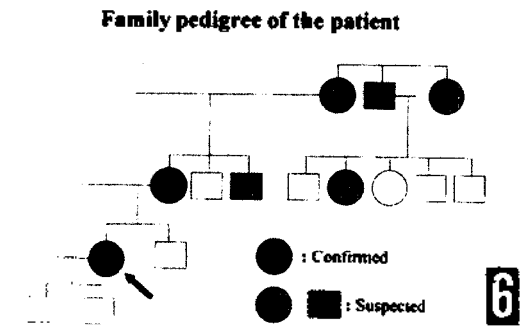 Family pedigree of the patient
: Confirmed
: Suspected
6